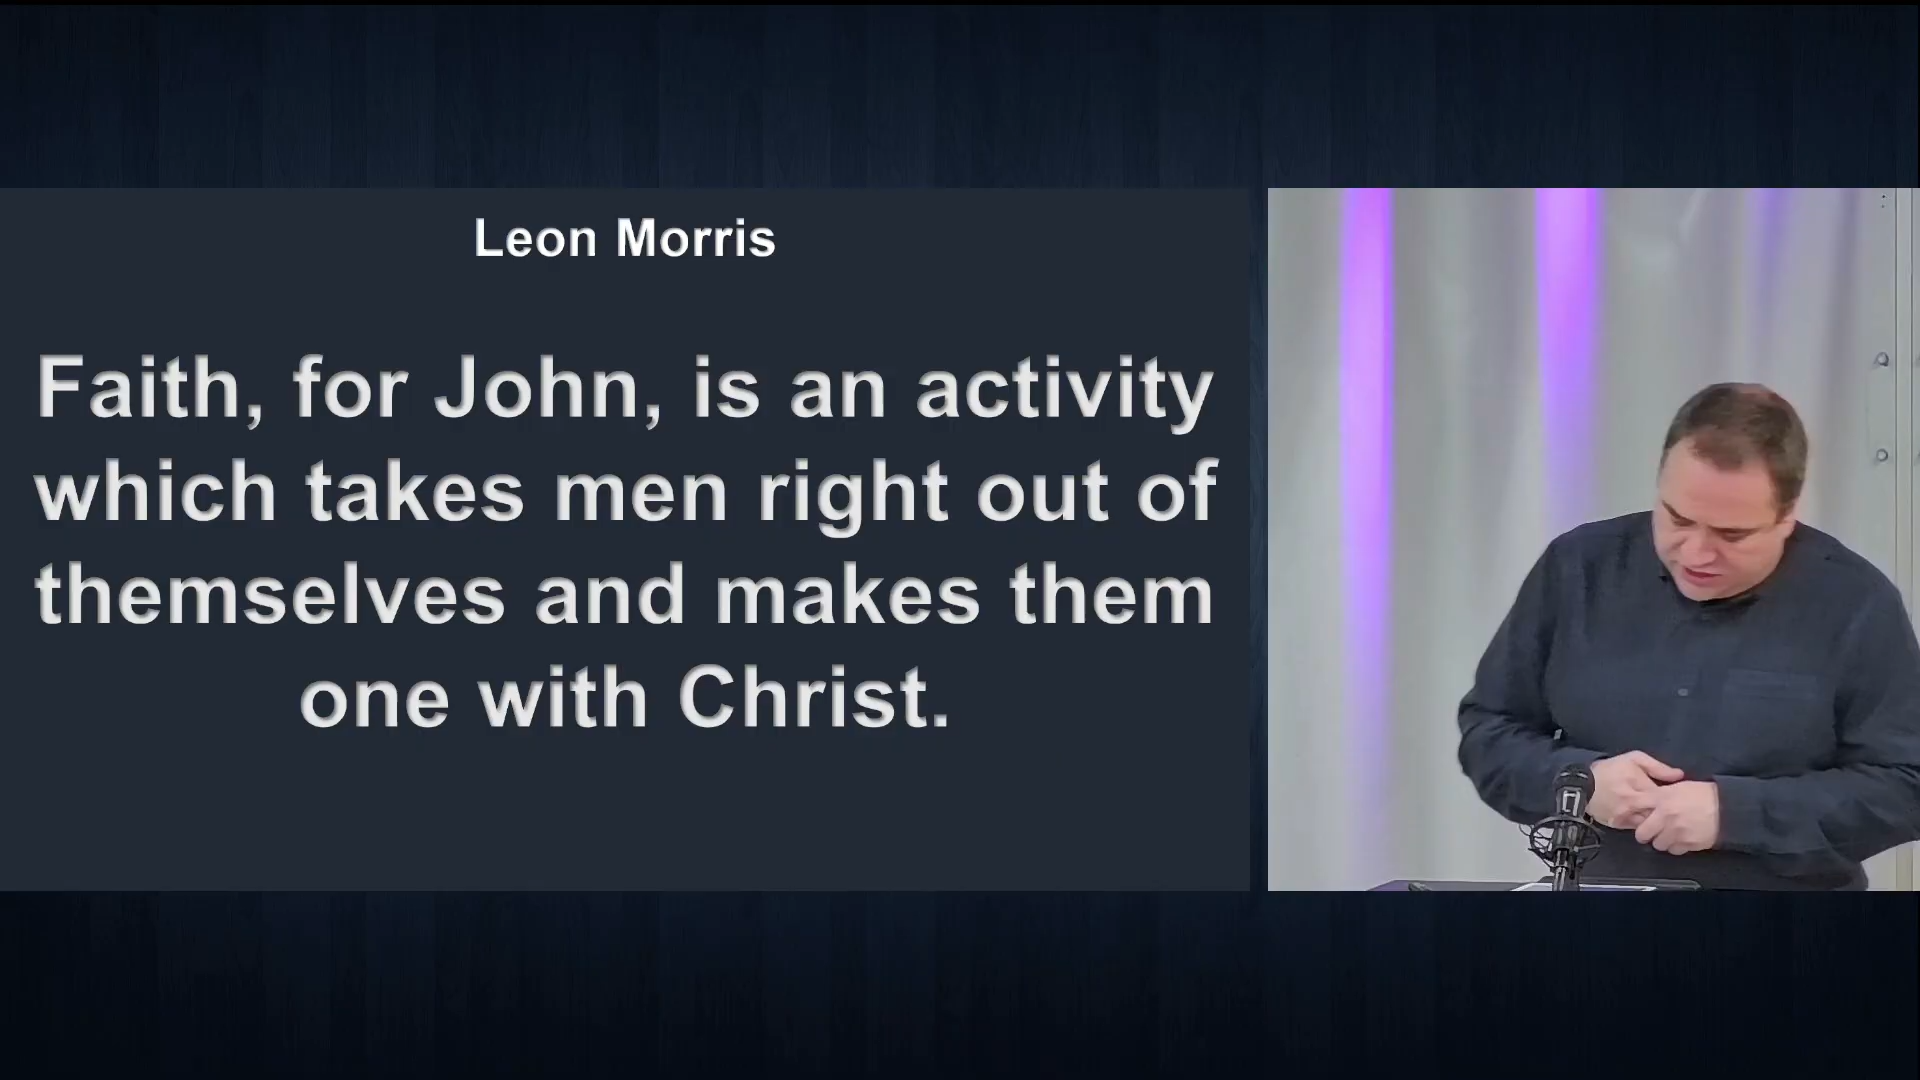 Leon Morris
Faith, for John, is an activity
which takes men right out of
themselves and makes them
one with Christ.